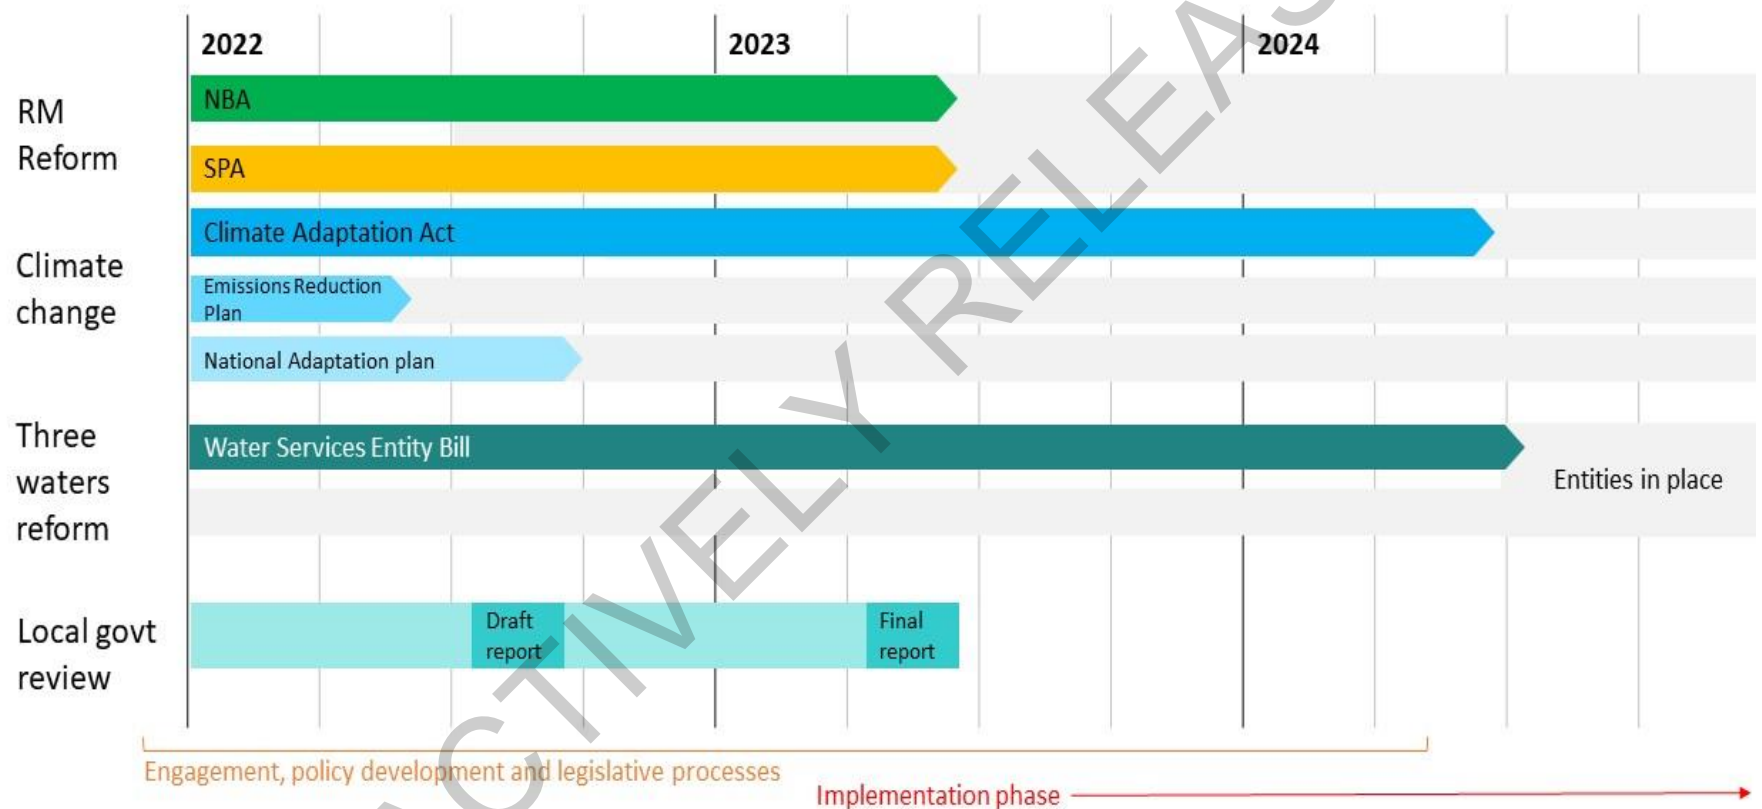 2022 2023 2024
RM
Reform
NBA
SPA
Climate
change
Climate Adaptation Act
Emissions Reduction
Plan
National Adaptation plan
Three
waters
reform
Water Services Entity Bill
Entities in place
Local govt
review
Draft
report
Final
report
Engagement, policy development and legislative processes
Implementation phase
ACTIVELY RELEAS